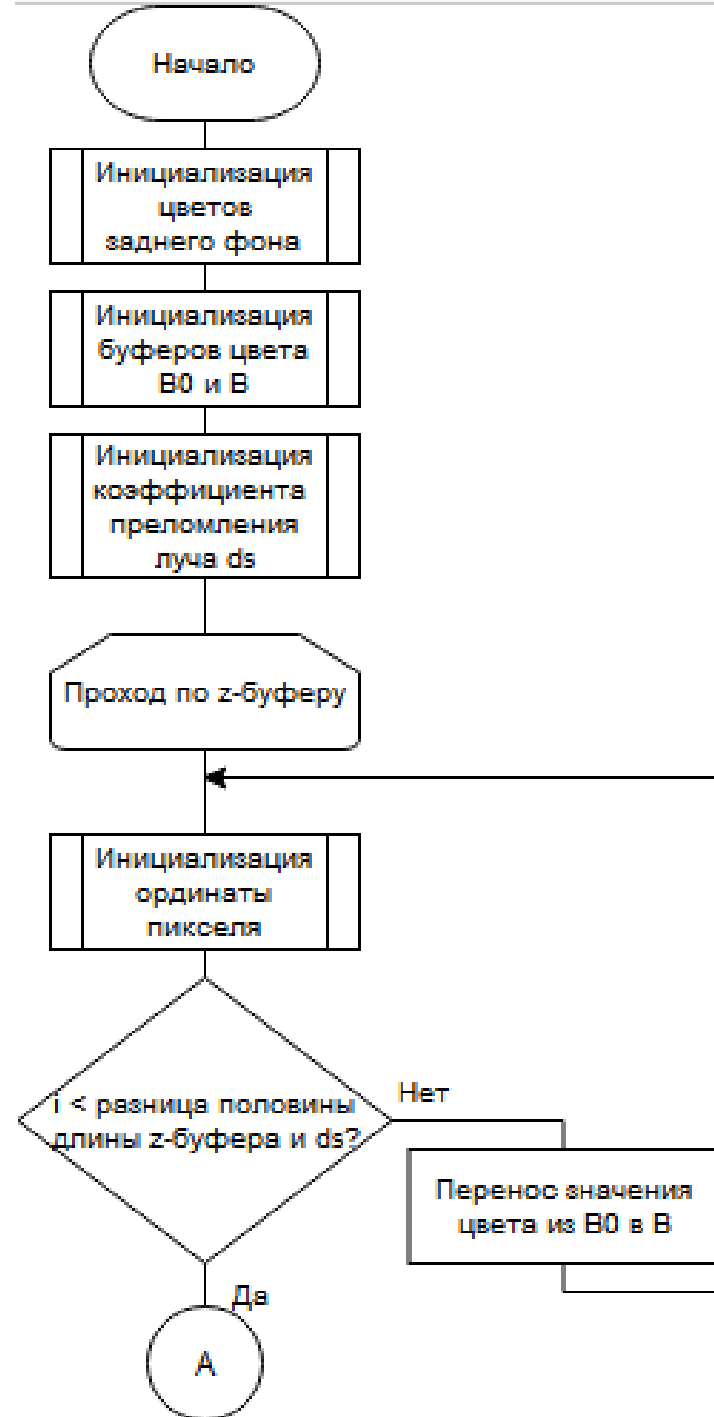 Начало
Инициализация
цветов
заднего фона
Инициализация
буферов цвета
B0 и B
Инициализация
коэффициента
преломления
луча ds
Проход по z-буферу
Инициализация
ординаты
пикселя
i < разница половины
длины z-буфера и ds?
Нет
Перенос значения
цвета из B0 в B
Да
A